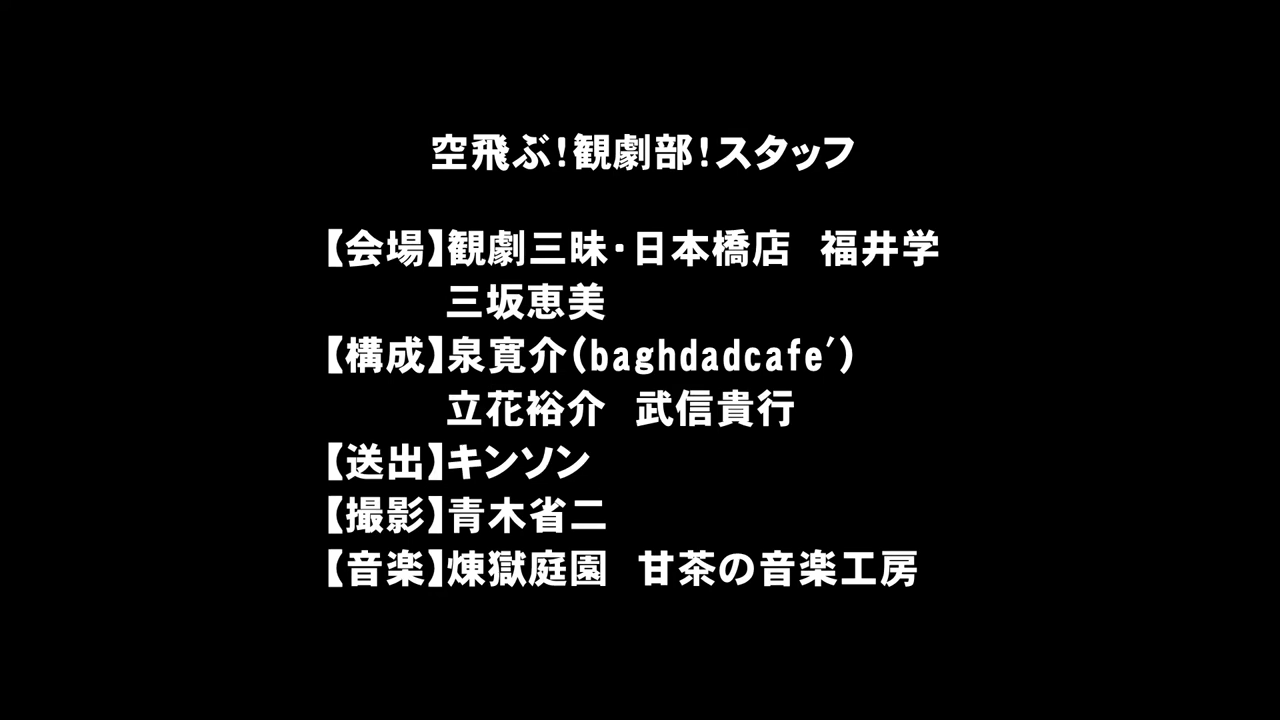 空飛ぶ！観劇部！スタッフ
【会場】観劇三昧・日本橋店　福井学
三坂恵美
【構成】泉寛介(baghdadcafe')
立花裕介　武信貴行
【送出】キンソン
【撮影】青木省二
【音楽】煉獄庭園　甘茶の音楽工房